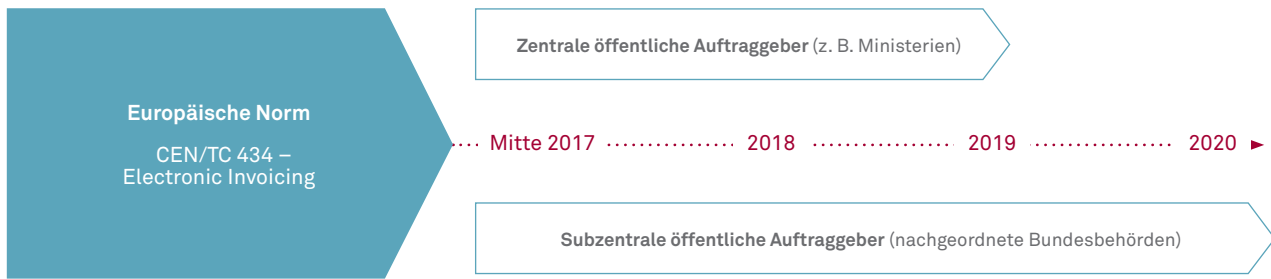 Europäische Norm
CEN/TC 434 –
Electronic Invoicing
Zentrale öffentliche Auftraggeber (z. B. Ministerien)
Mitte 2017 2018 2019 2020
Subzentrale öffentliche Auftraggeber (nachgeordnete Bundesbehörden)